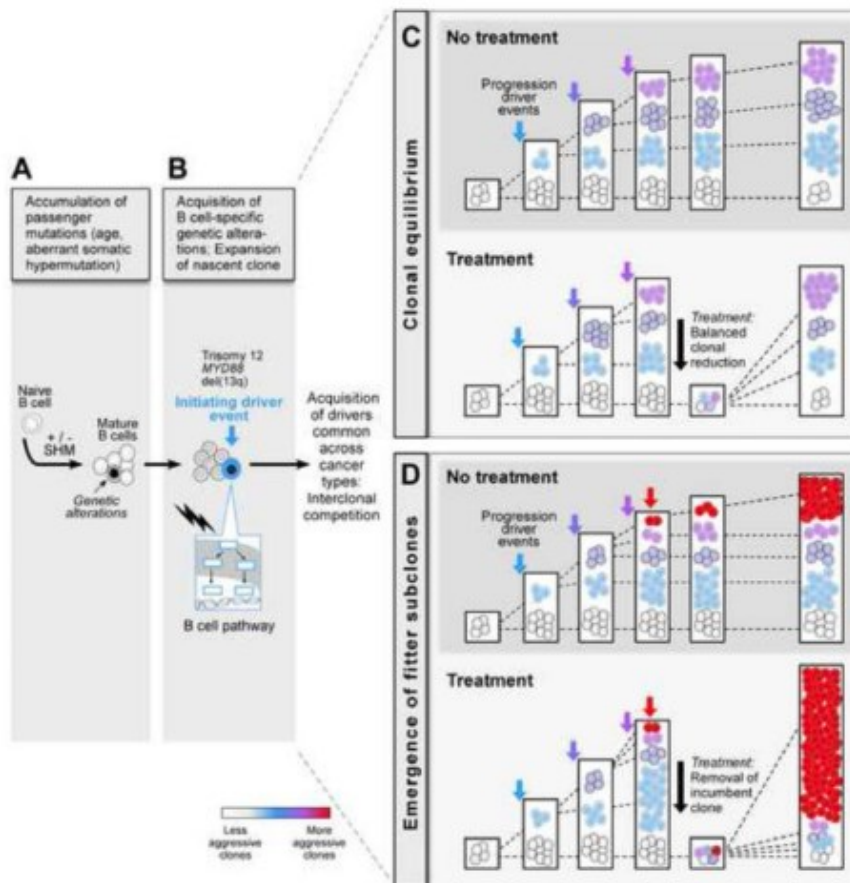 A
Accumulation of
passenger
mutations (age,
aberrant somatic
hypermutation)
Naive
B cell
+ / -
SHM
Mature
B cells
Genetic
alterations
B
Acquisition of
B cell-specific
genetic altera-
tions; Expansion
of nascent clone
Trisomy 12
MYD88
del(13q)
Initiating driver
event
B cell pathway
Acquisition
of drivers
common
across
cancer
types:
Interclonal
competition
Less
aggressive
clones
More
aggressive
clones
C
Clonal equilibrium
No treatment
Progression
driver
events
Treatment
Treatment:
Balanced
clonal
reduction
D
Emergence of fitter subclones
No treatment
Progression
driver
events
Treatment
Treatment:
Removal of
incumbent
clone